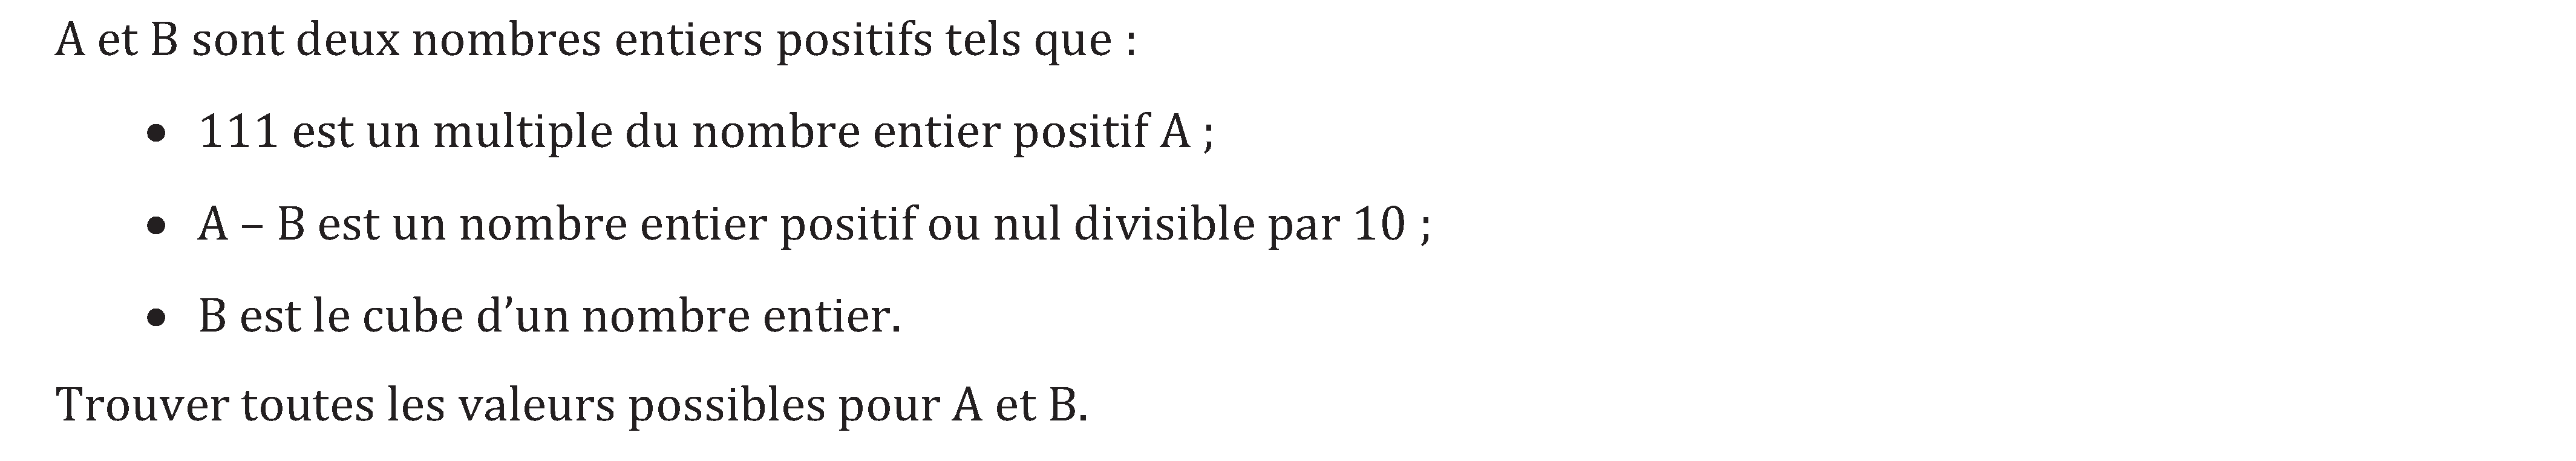 A et B sont deux nombres entiers positifs tels que :
• 111 est un multiple du nombre entier positif A ;
• A – B est un nombre entier positif ou nul divisible par 10 ;
• B est le cube d’un nombre entier.
Trouver toutes les valeurs possibles pour A et B.